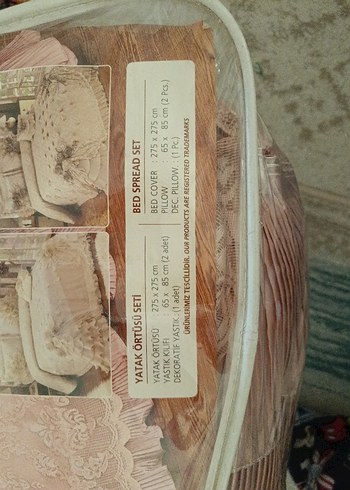 YATAK ÖRTÜSÜ SETİ
YATAK ÖRTÜSÜ : 275 x 275 cm
YASTIK KILIFI : 65 x 85 cm (2 adet)
DEKORATİF YASTIK : (1 adet)
BED SPREAD SET
BED COVER : 275 x 275 cm
PILLOW : 65 x 85 cm (2 Pcs.)
DEC. PILLOW : (1 Pc)
ÜRÜNLERİMİZ TESCİLLİDİR. OUR PRODUCTS ARE REGISTERED TRADEMARKS